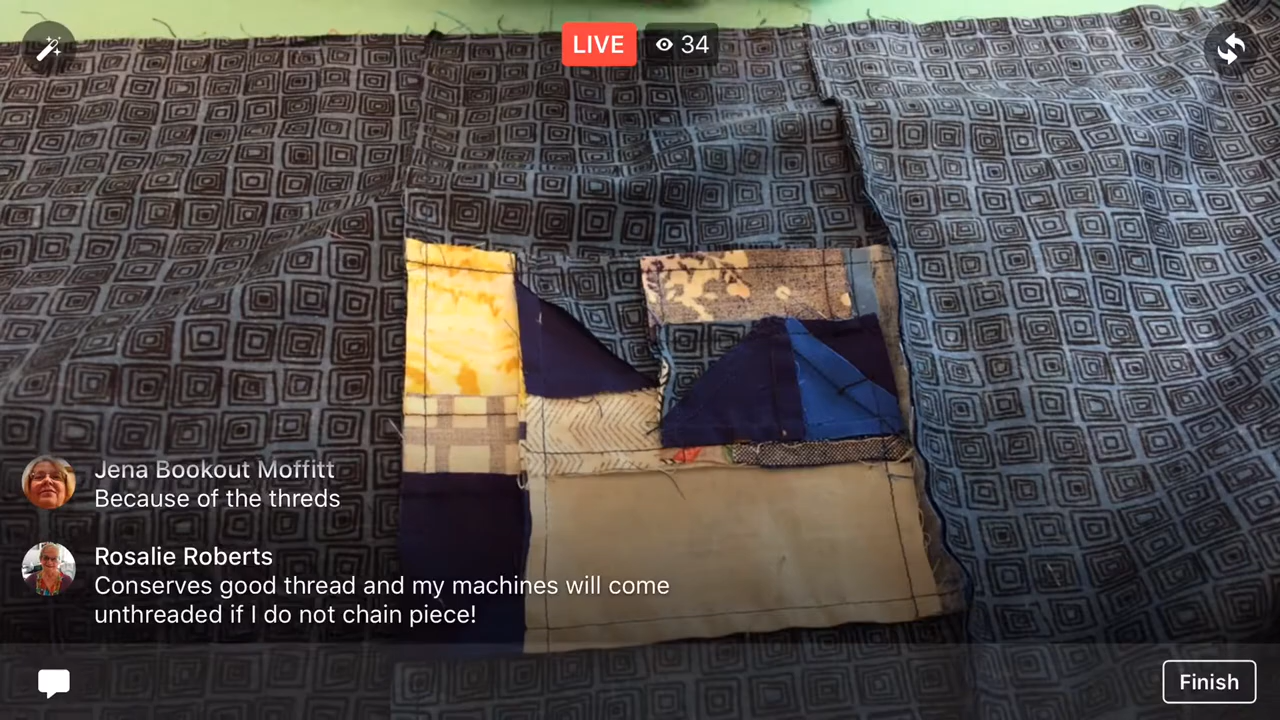 LIVE
34
Jena Bookout Moffitt
Because of the threds
Rosalie Roberts
Conserves good thread and my machines will come
unthreaded if I do not chain piece!
Finish